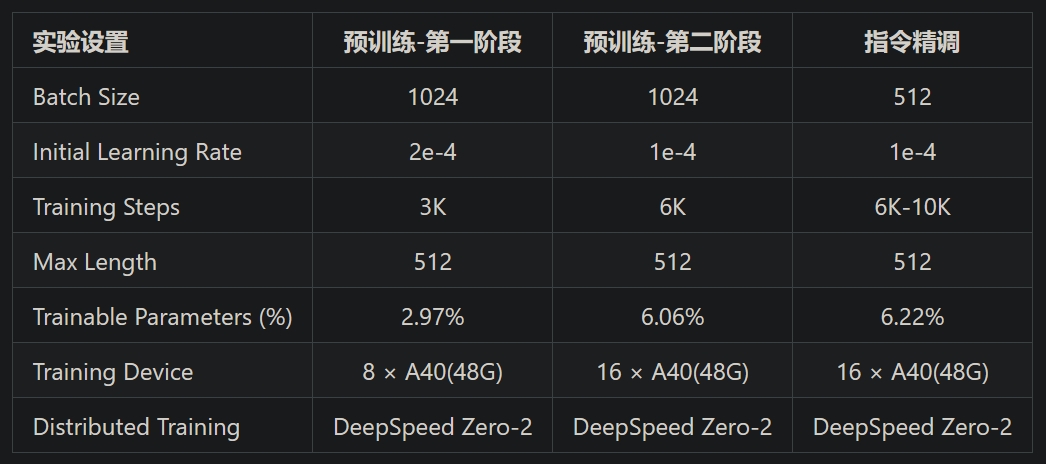 实验设置 预训练-第一阶段 预训练-第二阶段 指令精调
Batch Size 1024 1024 512
Initial Learning Rate 2e-4 1e-4 1e-4
Training Steps 3K 6K 6K-10K
Max Length 512 512 512
Trainable Parameters (%) 2.97% 6.06% 6.22%
Training Device 8 × A40(48G) 16 × A40(48G) 16 × A40(48G)
Distributed Training DeepSpeed Zero-2 DeepSpeed Zero-2 DeepSpeed Zero-2